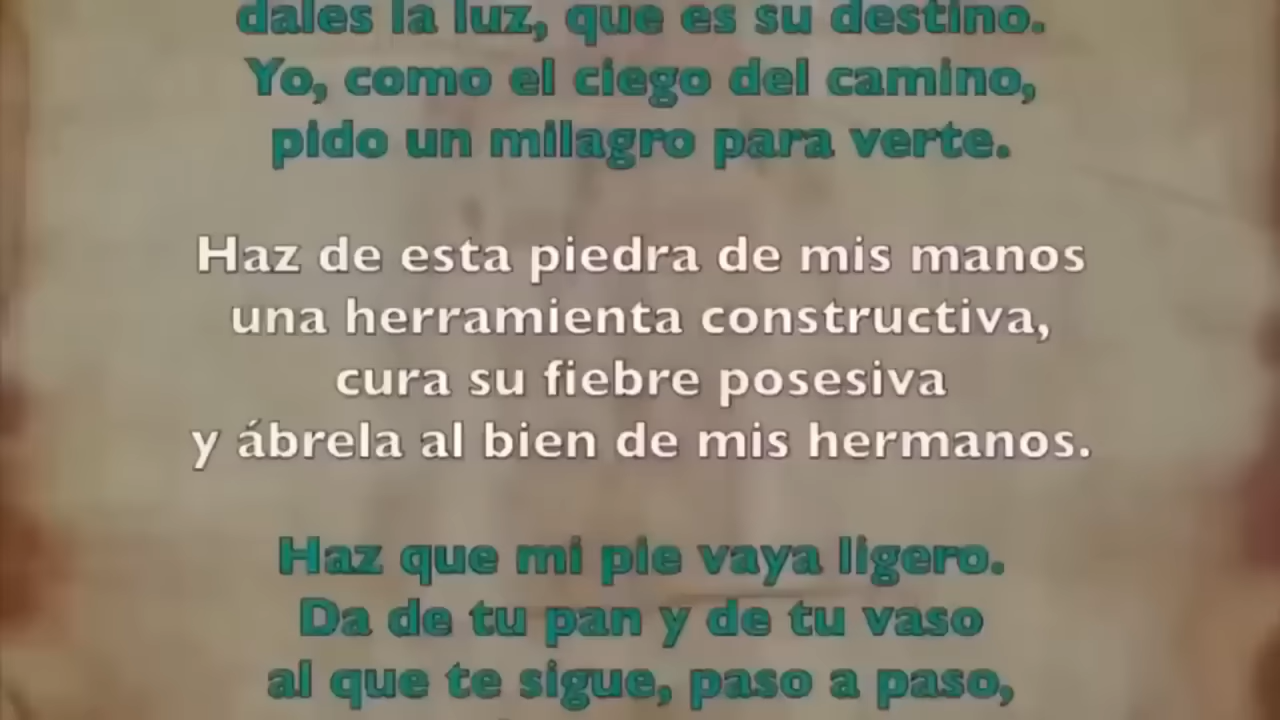 dales la luz, que es su destino.
Yo, como el ciego del camino,
pido un milagro para verte.
Haz de esta piedra de mis manos
una herramienta constructiva,
cura su fiebre posesiva
y ábrela al bien de mis hermanos.
Haz que mi pie vaya ligero.
Da de tu pan y de tu vaso
al que te sigue, paso a paso,